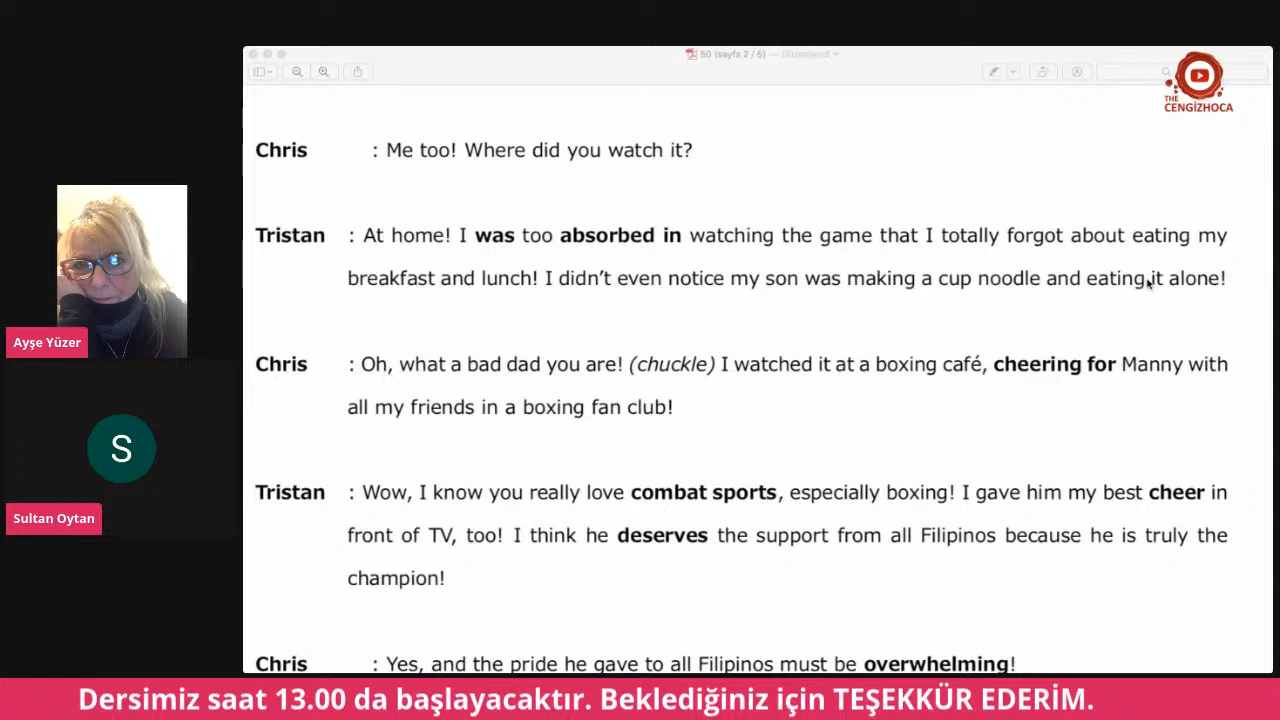 50 (sayfa 2 / 5) — Düzenlendi
THE
CENGİZHOCA
Chris : Me too! Where did you watch it?
Tristan : At home! I was too absorbed in watching the game that I totally forgot about eating my
breakfast and lunch! I didn't even notice my son was making a cup noodle and eating it alone!
Chris : Oh, what a bad dad you are! (chuckle) I watched it at a boxing café, cheering for Manny with
all my friends in a boxing fan club!
Tristan : Wow, I know you really love combat sports, especially boxing! I gave him my best cheer in
front of TV, too! I think he deserves the support from all Filipinos because he is truly the
champion!
Chris : Yes, and the pride he gave to all Filipinos must be overwhelming!
Ayşe Yüzer
S
Sultan Oytan
Dersimiz saat 13.00 da başlayacaktır. Beklediğiniz için TEŞEKKÜR EDERİM.